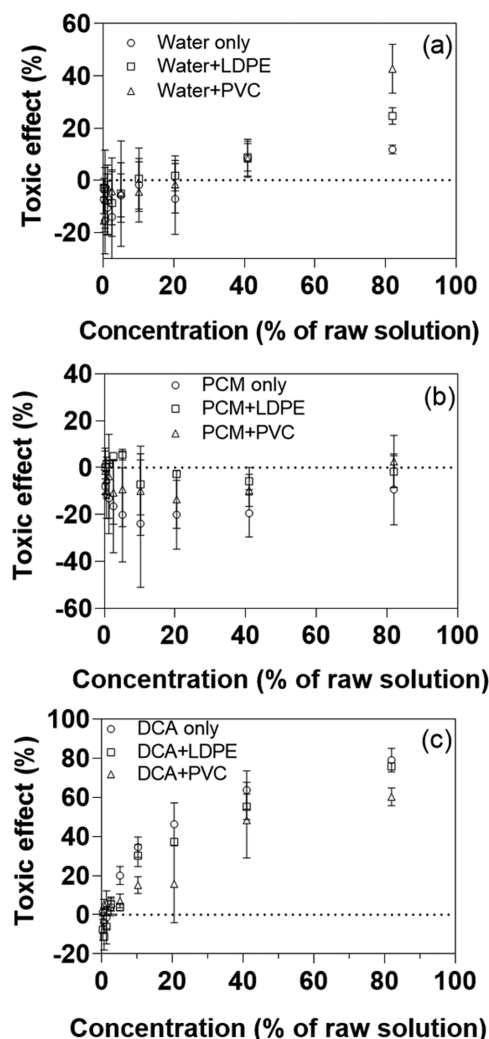 60
40
20
0
-20
Toxic effect (%)
(a)
Water only
Water+LDPE
Water+PVC
0 20 40 60 80 100
Concentration (% of raw solution)
40
20
0
-20
-40
-60
Toxic effect (%)
(b)
PCM only
PCM+LDPE
PCM+PVC
0 20 40 60 80 100
Concentration (% of raw solution)
100
80
60
40
20
0
-20
Toxic effect (%)
(c)
DCA only
DCA+LDPE
DCA+PVC
0 20 40 60 80 100
Concentration (% of raw solution)